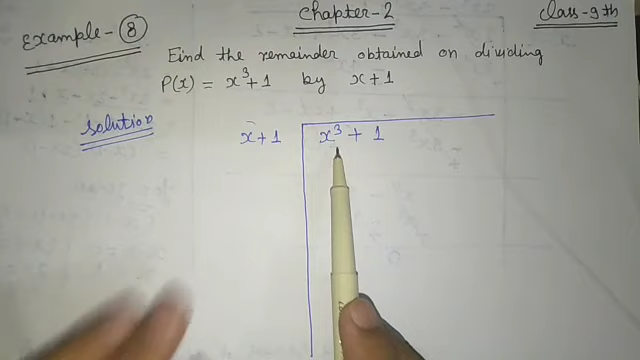 Chapter-2
Class-9th
Example-8
Find the remainder obtained on dividing
P(x) = x³+1 by x+1
Solution
x+1 x³ + 1